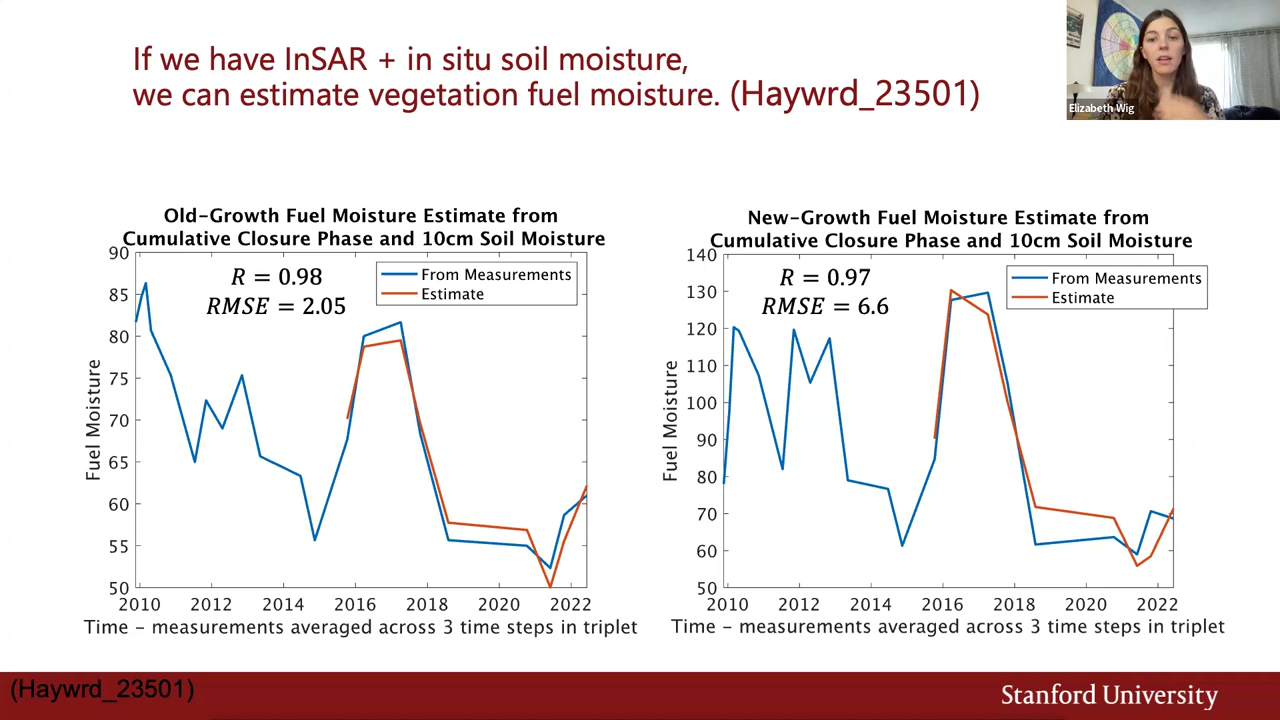 If we have InSAR + in situ soil moisture,
we can estimate vegetation fuel moisture. (Haywrd_23501)
Elizabeth Wig
Old-Growth Fuel Moisture Estimate from
Cumulative Closure Phase and 10cm Soil Moisture
R = 0.98
RMSE = 2.05
From Measurements
Estimate
90
85
80
75
70
65
60
55
50
Fuel Moisture
2010 2012 2014 2016 2018 2020 2022
Time - measurements averaged across 3 time steps in triplet
New-Growth Fuel Moisture Estimate from
Cumulative Closure Phase and 10cm Soil Moisture
R = 0.97
RMSE = 6.6
From Measurements
Estimate
140
130
120
110
100
90
80
70
60
50
Fuel Moisture
2010 2012 2014 2016 2018 2020 2022
Time - measurements averaged across 3 time steps in triplet
(Haywrd_23501)
Stanford University